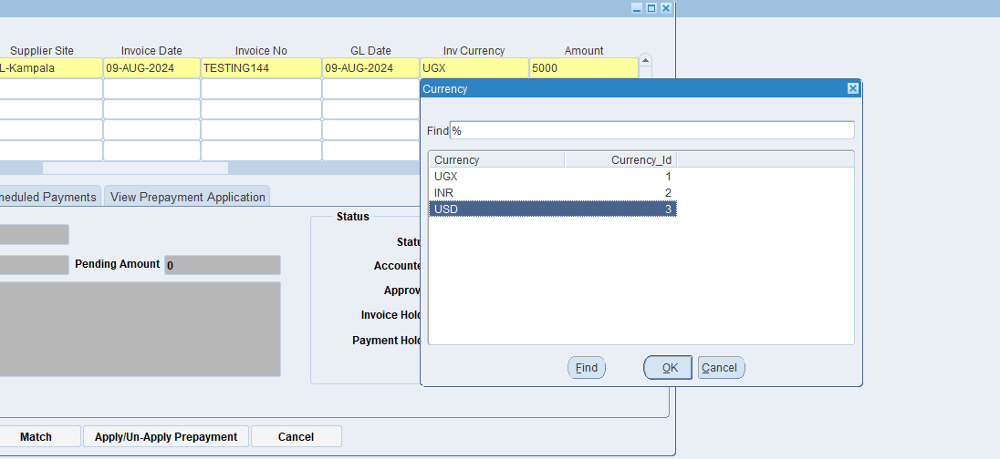 Supplier Site Invoice Date Invoice No GL Date Inv Currency Amount
L-Kampala 09-AUG-2024 TESTING144 09-AUG-2024 UGX 5000
Currency
Find %
Currency Currency_Id
UGX 1
INR 2
USD 3
Find OK Cancel
heduled Payments View Prepayment Application
Status
Statu
Pending Amount 0 Accounte
Approv
Invoice Hold
Payment Hold
Match Apply/Un-Apply Prepayment Cancel